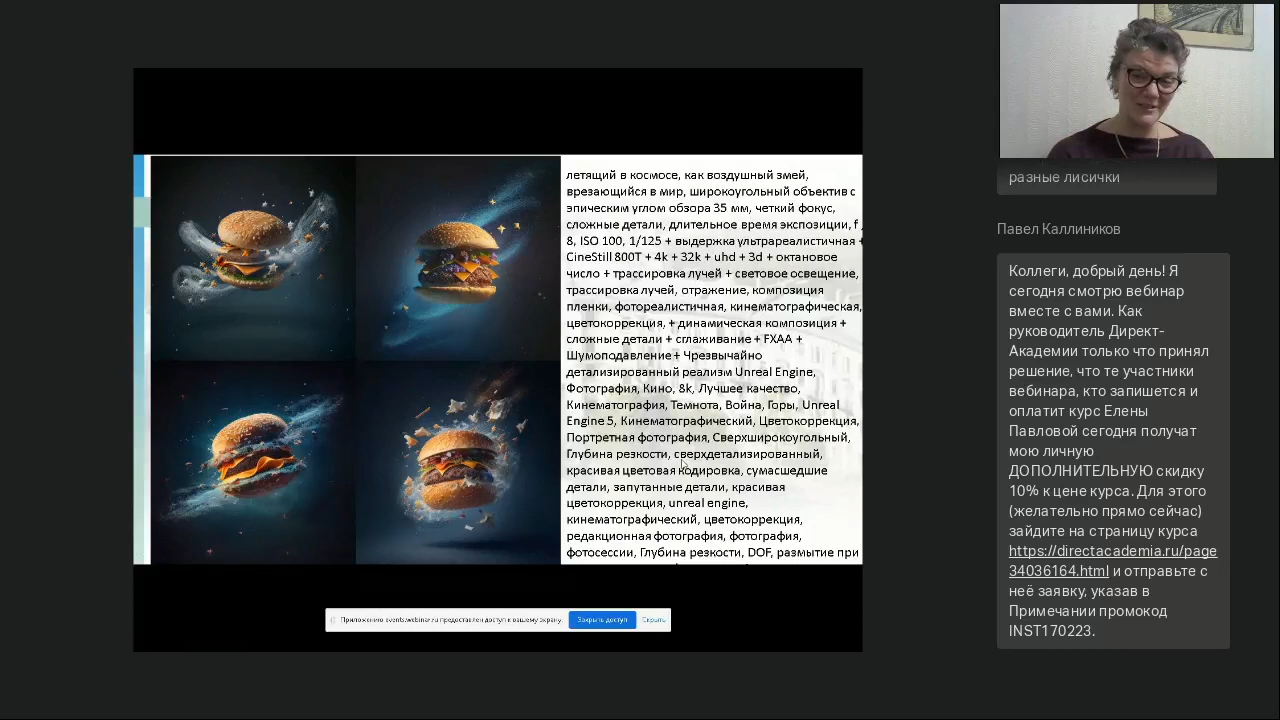 летящий в космосе, как воздушный змей,
врезающийся в мир, широкоугольный объектив с
эпическим углом обзора 35 мм, четкий фокус,
сложные детали, длительное время экспозиции, f
8, ISO 100, 1/125 + выдержка ультрареалистичная +
CineStill 800T + 4k + 32k + uhd + 3d + октановое
число + трассировка лучей + световое освещение,
трассировка лучей, отражение, композиция
пленки, фотореалистичная, кинематографическая,
цветокоррекция, + динамическая композиция +
сложные детали + сглаживание + FXAA +
Шумоподавление + Чрезвычайно
детализированный реализм Unreal Engine,
Фотография, Кино, 8k, Лучшее качество,
Кинематография, Темнота, Война, Горы, Unreal
Engine 5, Кинематографический, Цветокоррекция,
Портретная фотография, Сверхширокоугольный,
Глубина резкости, сверхдетализированный,
красивая цветовая кодировка, сумасшедшие
детали, запутанные детали, красивая
цветокоррекция, unreal engine,
кинематографический, цветокоррекция,
редакционная фотография, фотография,
фотосессии, Глубина резкости, DOF, размытие при
Приложению events.webinar.ru предоставлен доступ к вашему экрану.
Закрыть доступ
Скрыть
разные лисички
Павел Каллиников
Коллеги, добрый день! Я
сегодня смотрю вебинар
вместе с вами. Как
руководитель Директ-
Академии только что принял
решение, что те участники
вебинара, кто запишется и
оплатит курс Елены
Павловой сегодня получат
мою личную
ДОПОЛНИТЕЛЬНУЮ скидку
10% к цене курса. Для этого
(желательно прямо сейчас)
зайдите на страницу курса
https://directacademia.ru/page
34036164.html и отправьте с
неё заявку, указав в
Примечании промокод
INST170223.